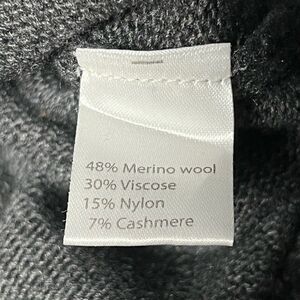 48% Merino wool
30% Viscose
15% Nylon
7% Cashmere